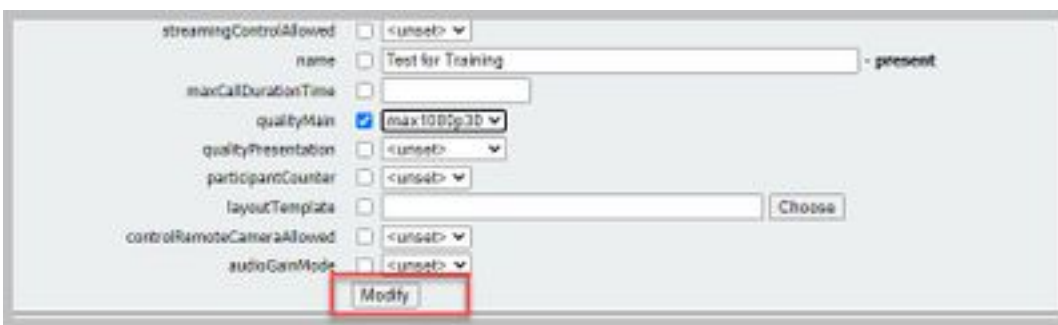 streamingControlAllowed <unset>
name Test for Training - present
maxCallDurationTime
qualityMain max1080p30
qualityPresentation <unset>
participantCounter <unset>
layoutTemplate Choose
controlRemoteCameraAllowed <unset>
audioGainMode <unset>
Modify